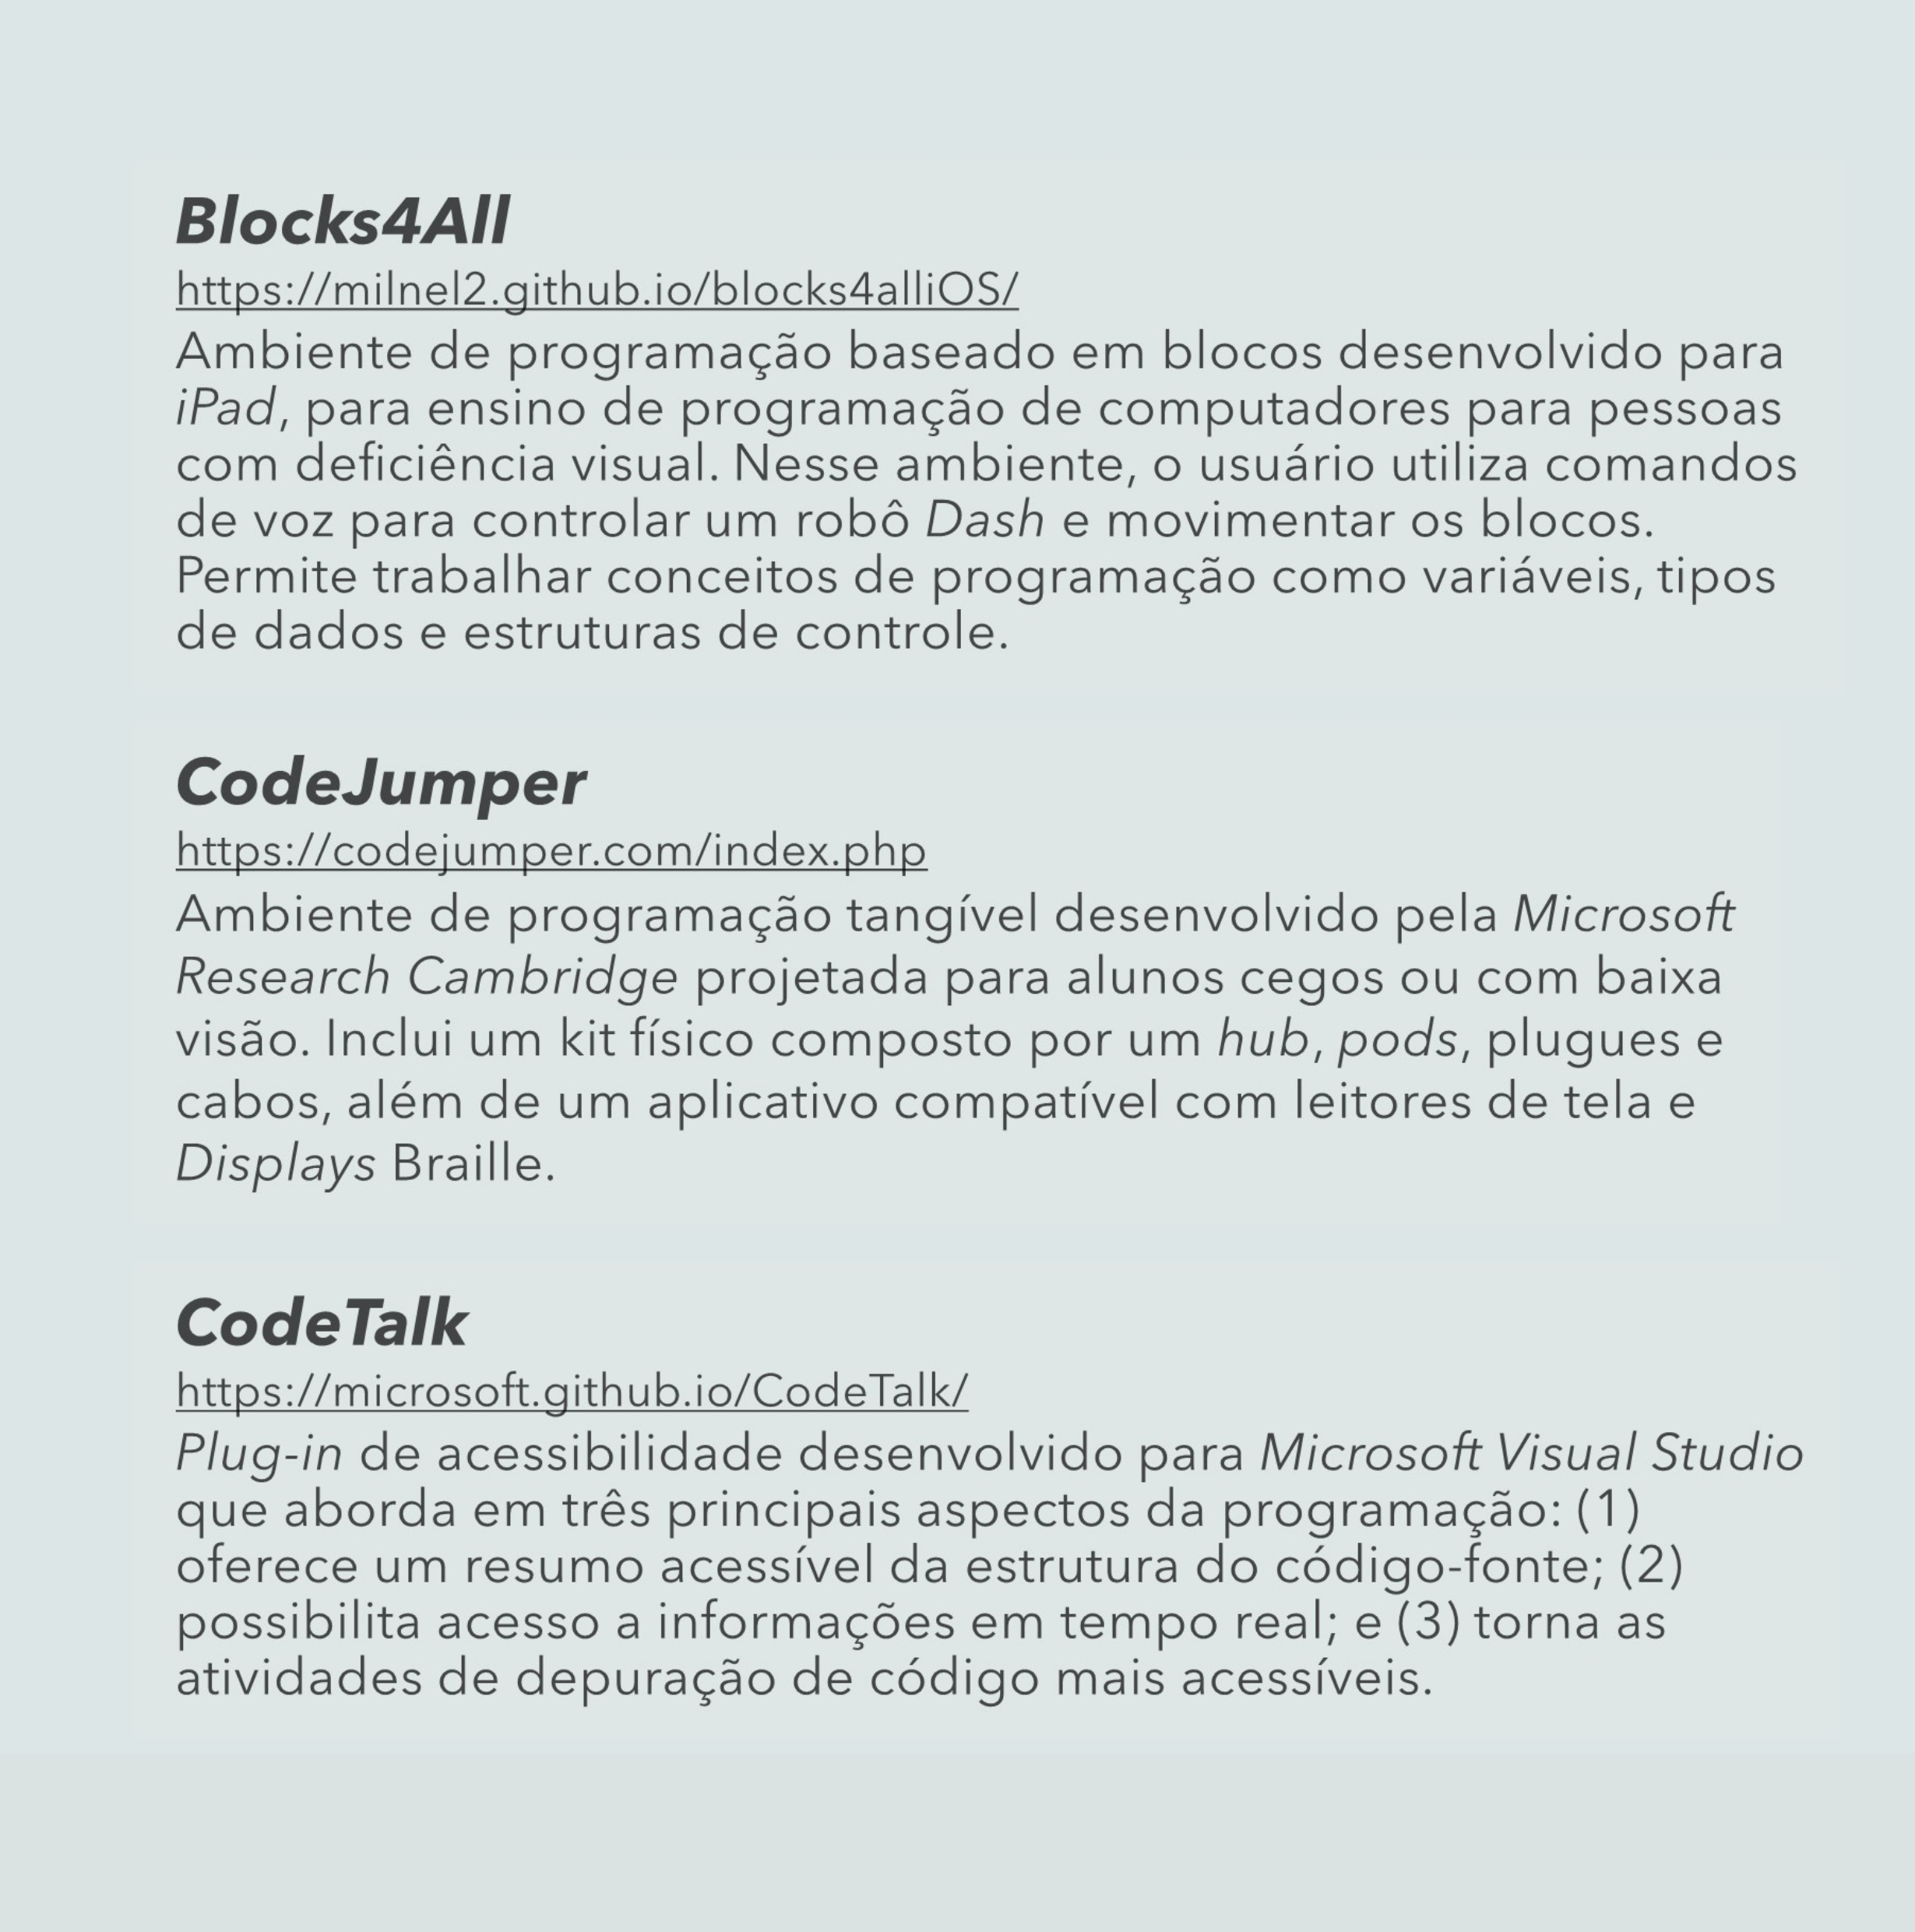 Blocks4All
https://milnel2.github.io/blocks4alliOS/
Ambiente de programação baseado em blocos desenvolvido para
iPad, para ensino de programação de computadores para pessoas
com deficiência visual. Nesse ambiente, o usuário utiliza comandos
de voz para controlar um robô Dash e movimentar os blocos.
Permite trabalhar conceitos de programação como variáveis, tipos
de dados e estruturas de controle.
CodeJumper
https://codejumper.com/index.php
Ambiente de programação tangível desenvolvido pela Microsoft
Research Cambridge projetada para alunos cegos ou com baixa
visão. Inclui um kit físico composto por um hub, pods, plugues e
cabos, além de um aplicativo compatível com leitores de tela e
Displays Braille.
CodeTalk
https://microsoft.github.io/CodeTalk/
Plug-in de acessibilidade desenvolvido para Microsoft Visual Studio
que aborda em três principais aspectos da programação: (1)
oferece um resumo acessível da estrutura do código-fonte; (2)
possibilita acesso a informações em tempo real; e (3) torna as
atividades de depuração de código mais acessíveis.